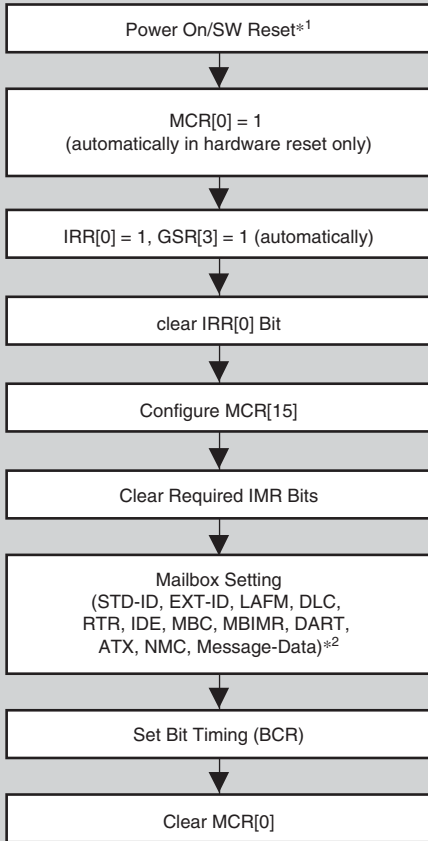 Power On/SW Reset*1
MCR[0] = 1
(automatically in hardware reset only)
IRR[0] = 1, GSR[3] = 1 (automatically)
clear IRR[0] Bit
Configure MCR[15]
Clear Required IMR Bits
Mailbox Setting
(STD-ID, EXT-ID, LAFM, DLC,
RTR, IDE, MBC, MBIMR, DART,
ATX, NMC, Message-Data)*2
Set Bit Timing (BCR)
Clear MCR[0]